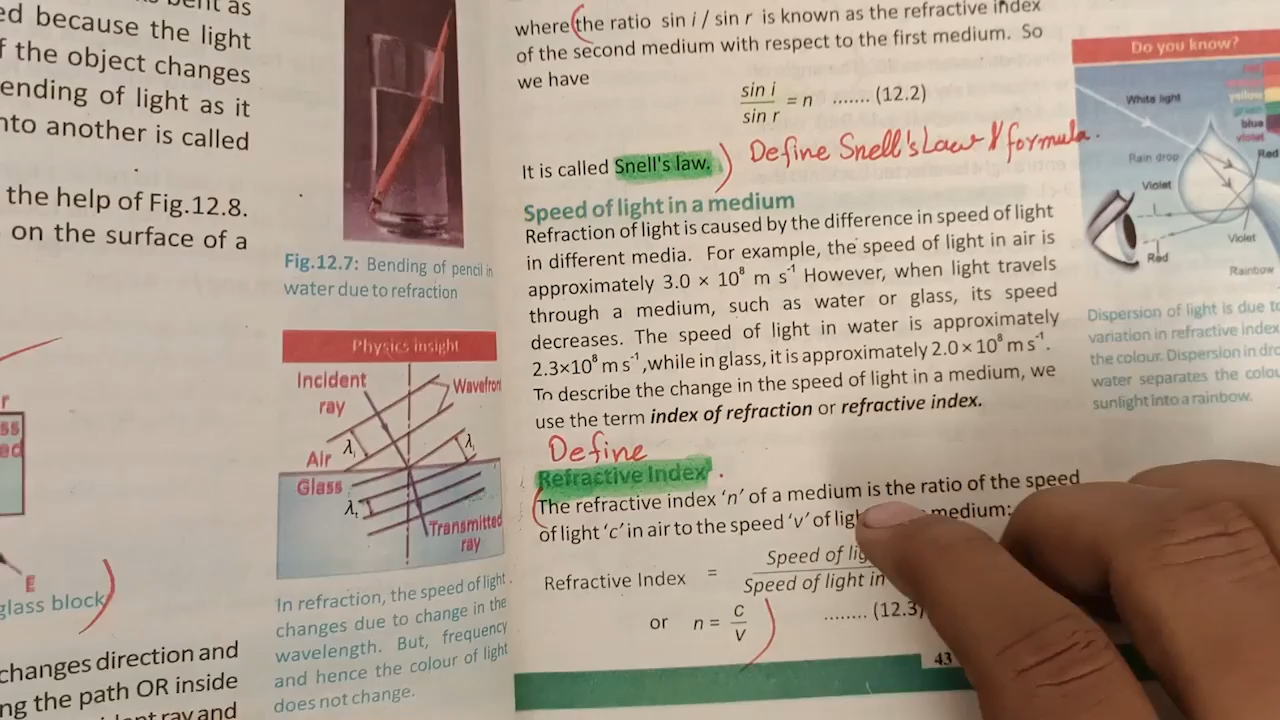 as
ed because the light
f the object changes
ending of light as it
nto another is called
the help of Fig.12.8.
on the surface of a
r
ss
ed
E
glass block
changes direction and
ng the path OR inside
ray and
Fig.12.7: Bending of pencil in
water due to refraction
Physics insight
Incident
ray
Wavefron
λᵢ
λᵢ
Air
Glass
λₜ
Transmitted
ray
In refraction, the speed of light
changes due to change in the
wavelength. But, frequency
and hence the colour of light
does not change.
where (the ratio sin i / sin r is known as the refractive index
of the second medium with respect to the first medium. So
we have
sin i
sin r
= n ....... (12.2)
It is called Snell's law. )
Define Snell's Law & formula.
Speed of light in a medium
Refraction of light is caused by the difference in speed of light
in different media. For example, the speed of light in air is
approximately 3.0 × 10⁸ m s⁻¹ However, when light travels
through a medium, such as water or glass, its speed
decreases. The speed of light in water is approximately
2.3×10⁸ m s⁻¹ ,while in glass, it is approximately 2.0 × 10⁸ m s⁻¹.
To describe the change in the speed of light in a medium, we
use the term index of refraction or refractive index.
Define
Refractive Index .
(The refractive index 'n' of a medium is the ratio of the speed
of light 'c' in air to the speed 'v' of medium:
Speed of
Refractive Index =
Speed of light in
or n = c/v ) ........ (12.3)
43
Do you know?
White light
red
yellow
green
blue
violet
Rain drop
Red
Violet
Violet
Red
Rainbow
Dispersion of light is due to
variation in refractive index
the colour. Dispersion in
water separates the
sunlight into a rainbow.